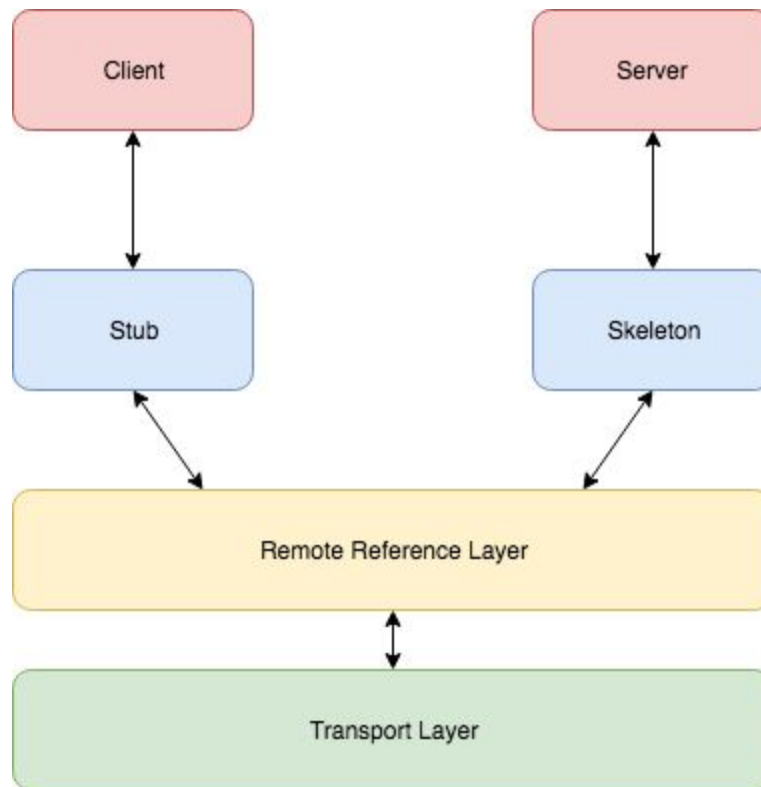 Client
Server
Stub
Skeleton
Remote Reference Layer
Transport Layer